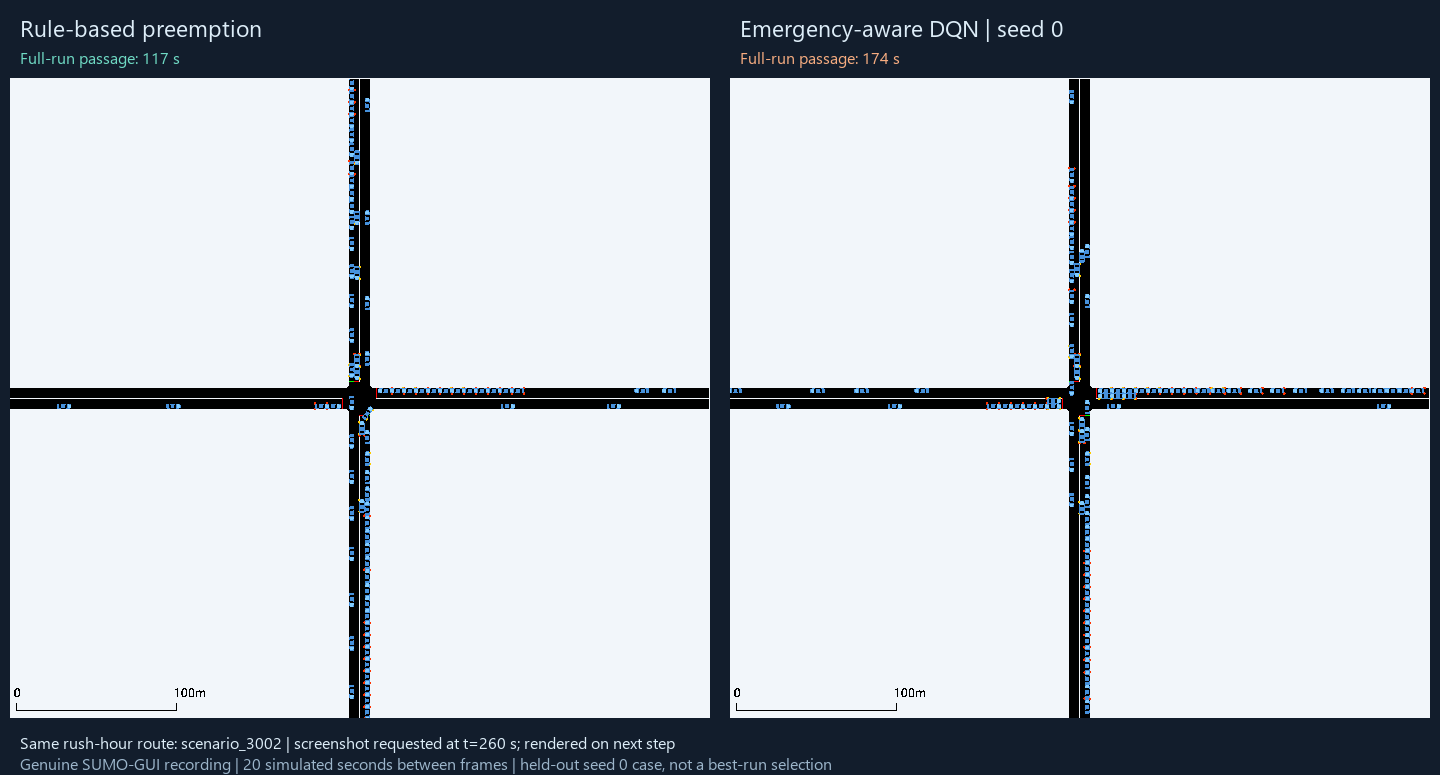 Rule-based preemption
Full-run passage: 117 s
Emergency-aware DQN | seed 0
Full-run passage: 174 s
0 100m
0 100m
Same rush-hour route: scenario_3002 | screenshot requested at t=260 s; rendered on next step
Genuine SUMO-GUI recording | 20 simulated seconds between frames | held-out seed 0 case, not a best-run selection